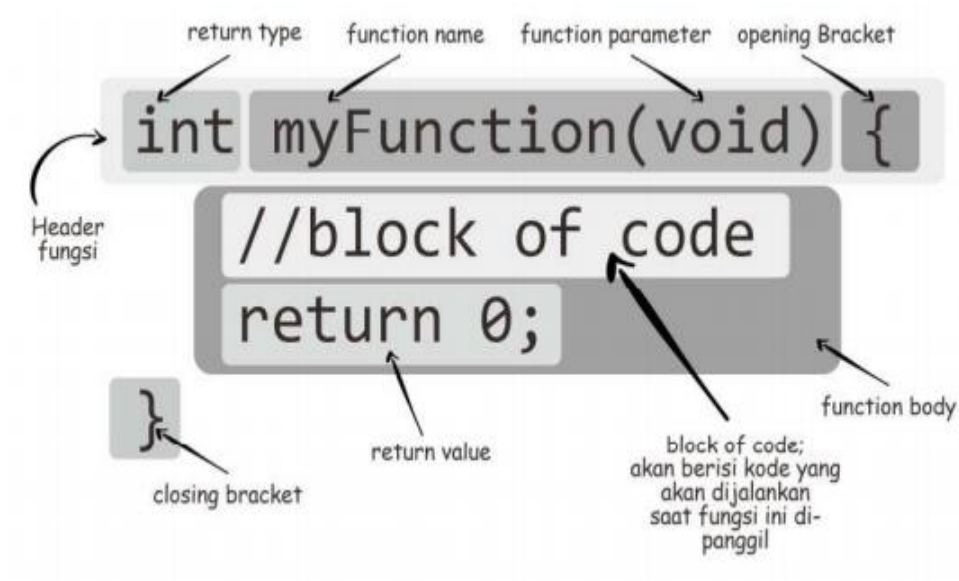 return type
function name
function parameter
opening Bracket
int myFunction(void) {
Header
fungsi
//block of code
return 0;
}
function body
return value
closing bracket
block of code;
akan berisi kode yang
akan dijalankan
saat fungsi ini di-
panggil